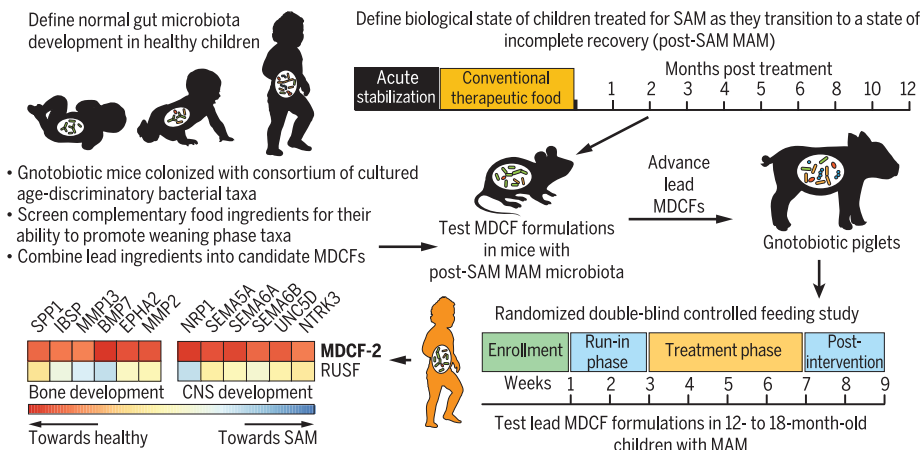 Define normal gut microbiota
development in healthy children
Define biological state of children treated for SAM as they transition to a state of
incomplete recovery (post-SAM MAM)
Acute
stabilization
Conventional
therapeutic food
Months post treatment
1 2 4 6 8 10 12
• Gnotobiotic mice colonized with consortium of cultured
age-discriminatory bacterial taxa
• Screen complementary food ingredients for their
ability to promote weaning phase taxa
• Combine lead ingredients into candidate MDCFs
Test MDCF formulations
in mice with
post-SAM MAM microbiota
Advance
lead
MDCFs
Gnotobiotic piglets
Randomized double-blind controlled feeding study
Enrollment
Run-in
phase
Treatment phase
Post-
intervention
Weeks 1 2 3 4 5 6 7 8 9
Test lead MDCF formulations in 12- to 18-month-old
children with MAM
SPP1 IBSP MMP13 BMP7 EPHA2 MMP2
NRP1 SEMA5A SEMA6A SEMA6B UNC5D NTRK3
MDCF-2
RUSF
Bone development CNS development
Towards healthy Towards SAM